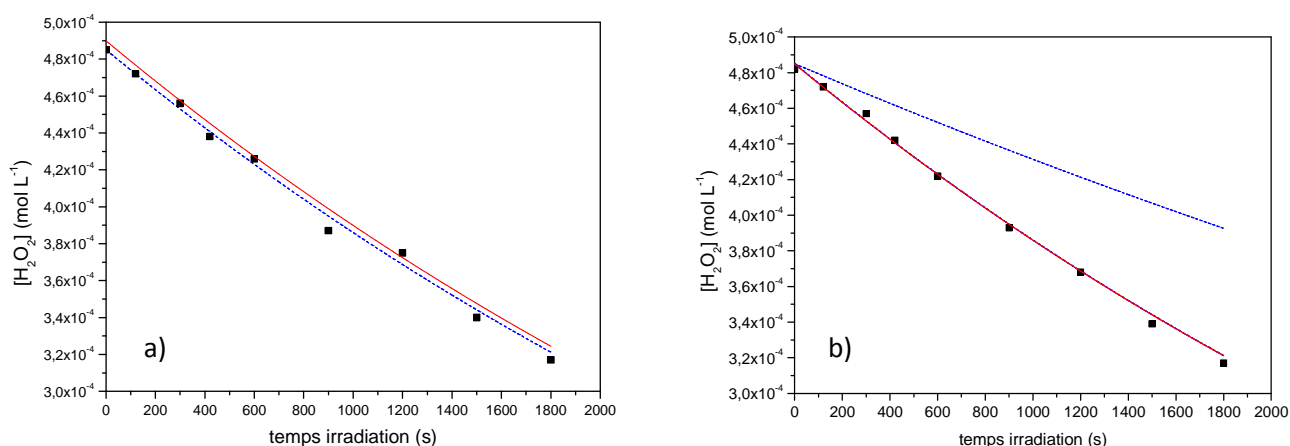 5,0x10⁻⁴
4,8x10⁻⁴
4,6x10⁻⁴
4,4x10⁻⁴
4,2x10⁻⁴
4,0x10⁻⁴
3,8x10⁻⁴
3,6x10⁻⁴
3,4x10⁻⁴
3,2x10⁻⁴
3,0x10⁻⁴
[H₂O₂] (mol L⁻¹)
a)
0 200 400 600 800 1000 1200 1400 1600 1800 2000
temps irradiation (s)
5,0x10⁻⁴
4,8x10⁻⁴
4,6x10⁻⁴
4,4x10⁻⁴
4,2x10⁻⁴
4,0x10⁻⁴
3,8x10⁻⁴
3,6x10⁻⁴
3,4x10⁻⁴
3,2x10⁻⁴
3,0x10⁻⁴
[H₂O₂] (mol L⁻¹)
b)
0 200 400 600 800 1000 1200 1400 1600 1800 2000
temps irradiation (s)